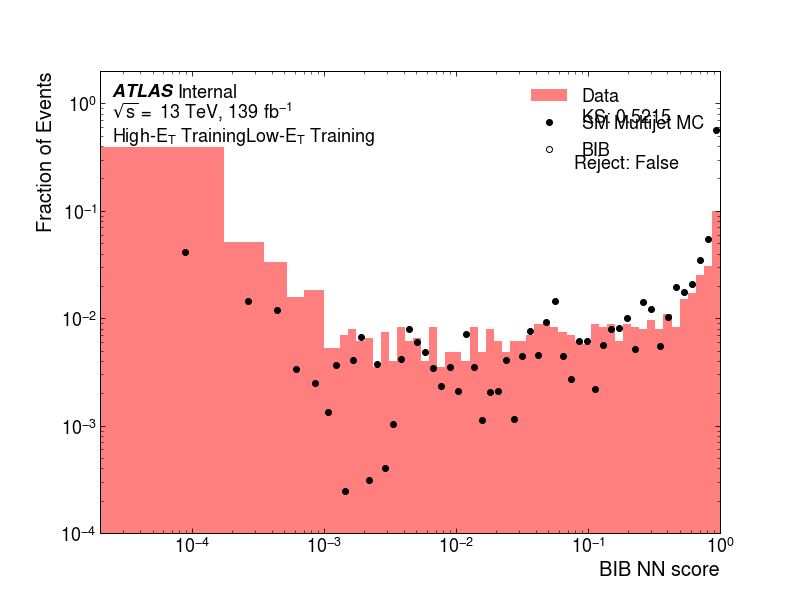 ATLAS Internal
√s = 13 TeV, 139 fb⁻¹
High-E_T TrainingLow-E_T Training
Data
KS: 0.5215
SM Multijet MC
BIB
Reject: False
Fraction of Events
10⁰
10⁻¹
10⁻²
10⁻³
10⁻⁴
10⁻⁴ 10⁻³ 10⁻² 10⁻¹ 10⁰
BIB NN score